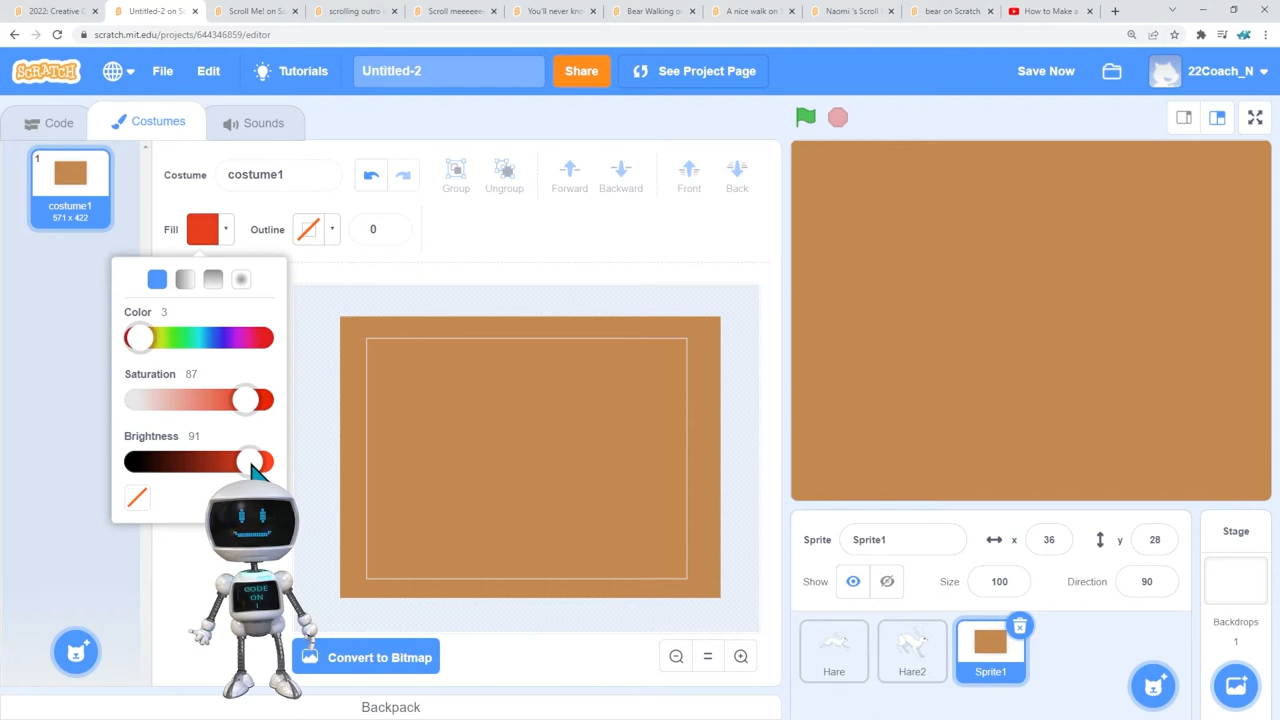 2022: Creative C
Untitled-2 on Sc
Scroll Me! on Sc
scrolling outro
Scroll meeeeee
You'll never kno
Bear Walking on
A nice walk on S
Naomi 's Scroll
bear on Scratch
How to Make a
scratch.mit.edu/projects/644346859/editor
SCRATCH
File
Edit
Tutorials
Untitled-2
Share
See Project Page
Save Now
22Coach_N
Code
Costumes
Sounds
1
costume1
571 x 422
Costume
costume1
Group
Ungroup
Forward
Backward
Front
Back
Fill
Outline
0
Color 3
Saturation 87
Brightness 91
CODE
ON
!
Convert to Bitmap
Backpack
Sprite
Sprite1
x
36
y
28
Show
Size
100
Direction
90
Hare
Hare2
Sprite1
Stage
Backdrops
1